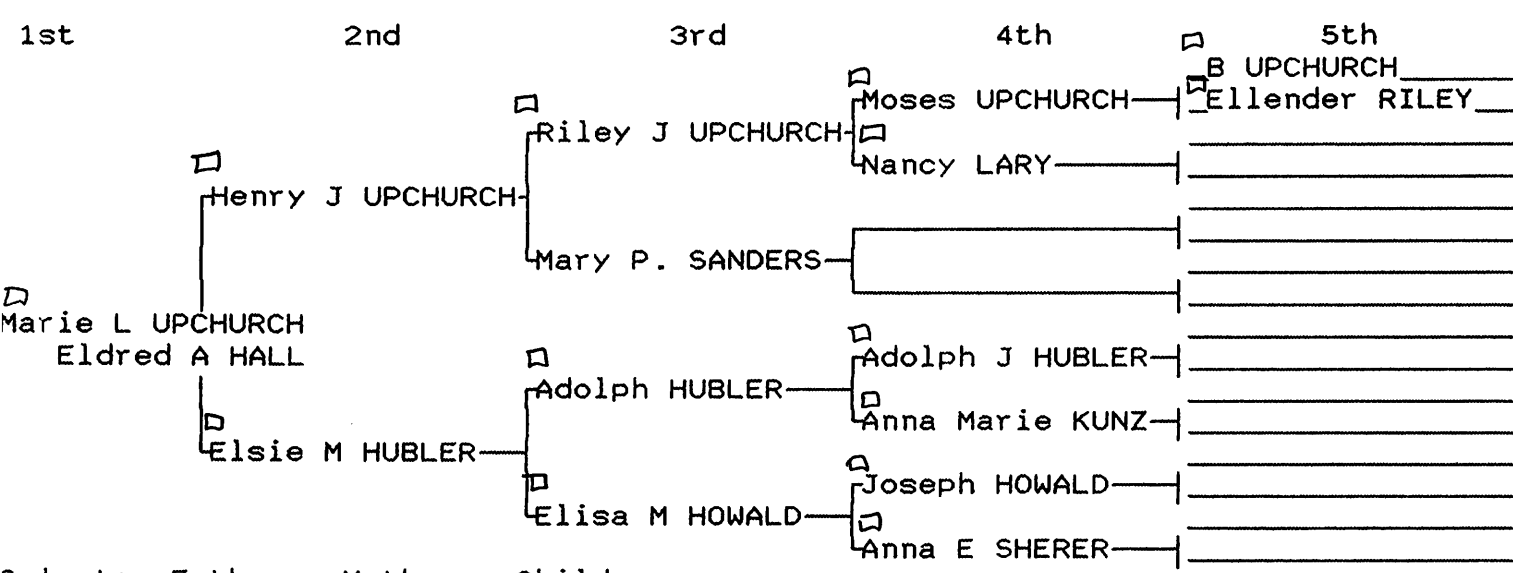 1st 2nd 3rd 4th 5th
B UPCHURCH
Moses UPCHURCH Ellender RILEY
Riley J UPCHURCH
Nancy LARY
Henry J UPCHURCH
Mary P. SANDERS
Marie L UPCHURCH
Eldred A HALL Adolph J HUBLER
Adolph HUBLER
Anna Marie KUNZ
Elsie M HUBLER
Joseph HOWALD
Elisa M HOWALD
Anna E SHERER